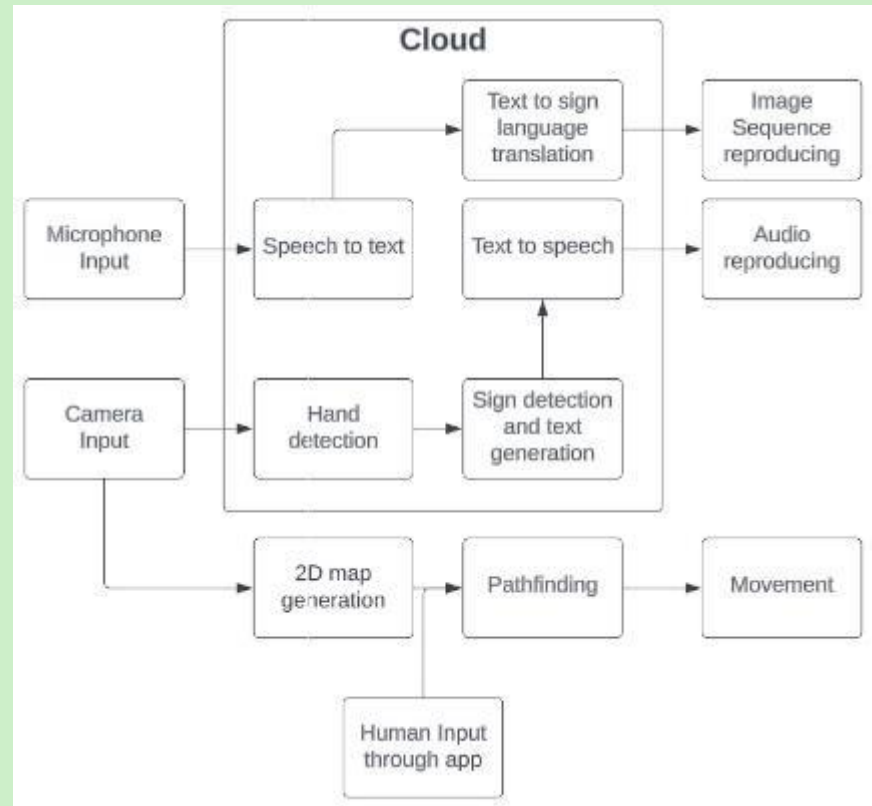 Cloud
Text to sign
language
translation
Image
Sequence
reproducing
Microphone
Input
Speech to text
Text to speech
Audio
reproducing
Camera
Input
Hand
detection
Sign detection
and text
generation
2D map
generation
Pathfinding
Movement
Human Input
through app